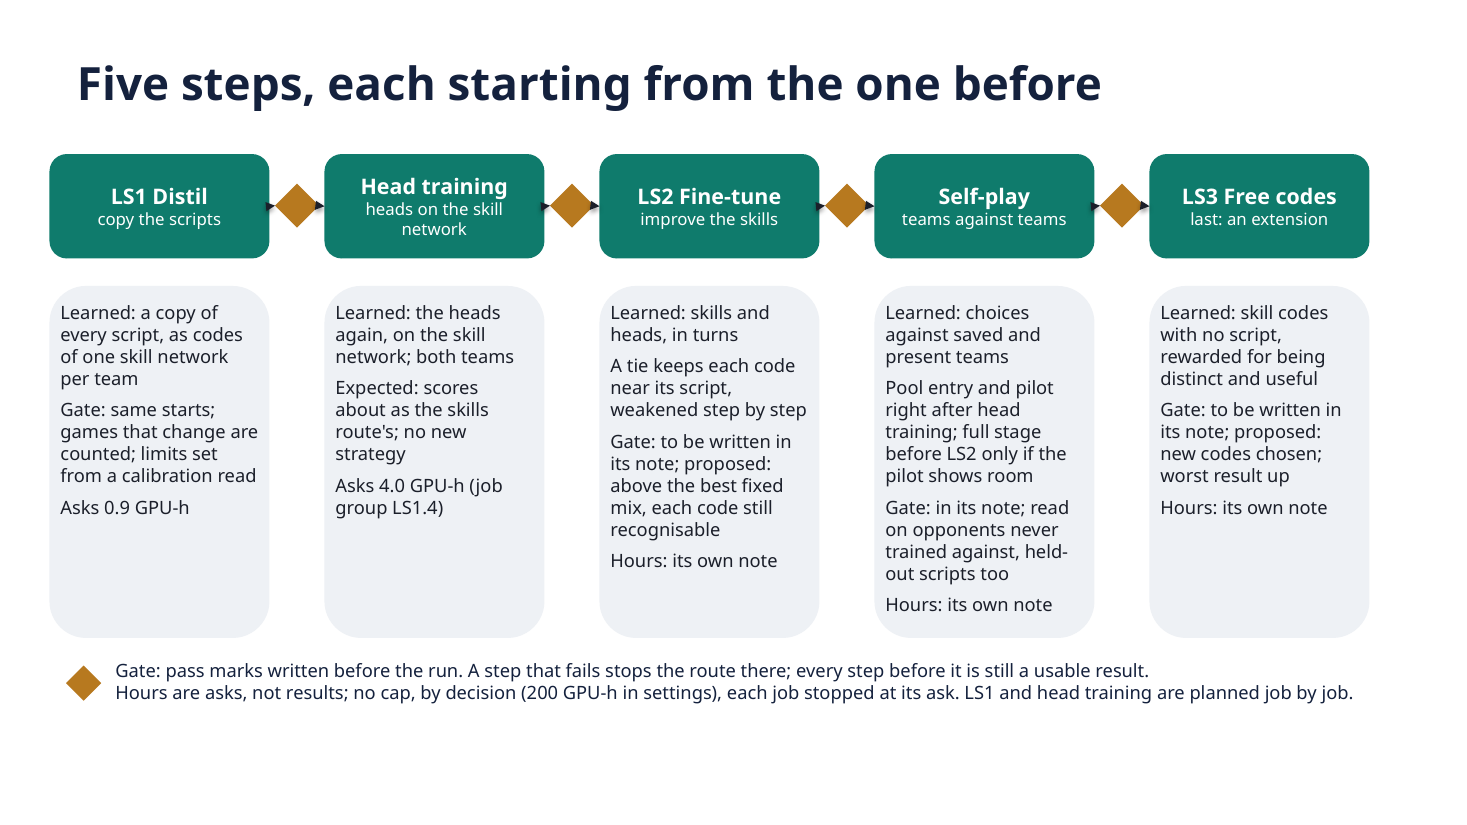 Five steps, each starting from the one before
LS1 Distil
copy the scripts
Head training
heads on the skill
network
LS2 Fine-tune
improve the skills
Self-play
teams against teams
LS3 Free codes
last: an extension
Learned: a copy of
every script, as codes
of one skill network
per team
Gate: same starts;
games that change are
counted; limits set
from a calibration read
Asks 0.9 GPU-h
Learned: the heads
again, on the skill
network; both teams
Expected: scores
about as the skills
route's; no new
strategy
Asks 4.0 GPU-h (job
group LS1.4)
Learned: skills and
heads, in turns
A tie keeps each code
near its script,
weakened step by step
Gate: to be written in
its note; proposed:
above the best fixed
mix, each code still
recognisable
Hours: its own note
Learned: choices
against saved and
present teams
Pool entry and pilot
right after head
training; full stage
before LS2 only if the
pilot shows room
Gate: in its note; read
on opponents never
trained against, held-
out scripts too
Hours: its own note
Learned: skill codes
with no script,
rewarded for being
distinct and useful
Gate: to be written in
its note; proposed:
new codes chosen;
worst result up
Hours: its own note
Gate: pass marks written before the run. A step that fails stops the route there; every step before it is still a usable result.
Hours are asks, not results; no cap, by decision (200 GPU-h in settings), each job stopped at its ask. LS1 and head training are planned job by job.